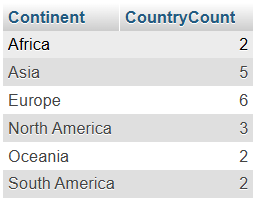 Continent CountryCount
Africa 2
Asia 5
Europe 6
North America 3
Oceania 2
South America 2